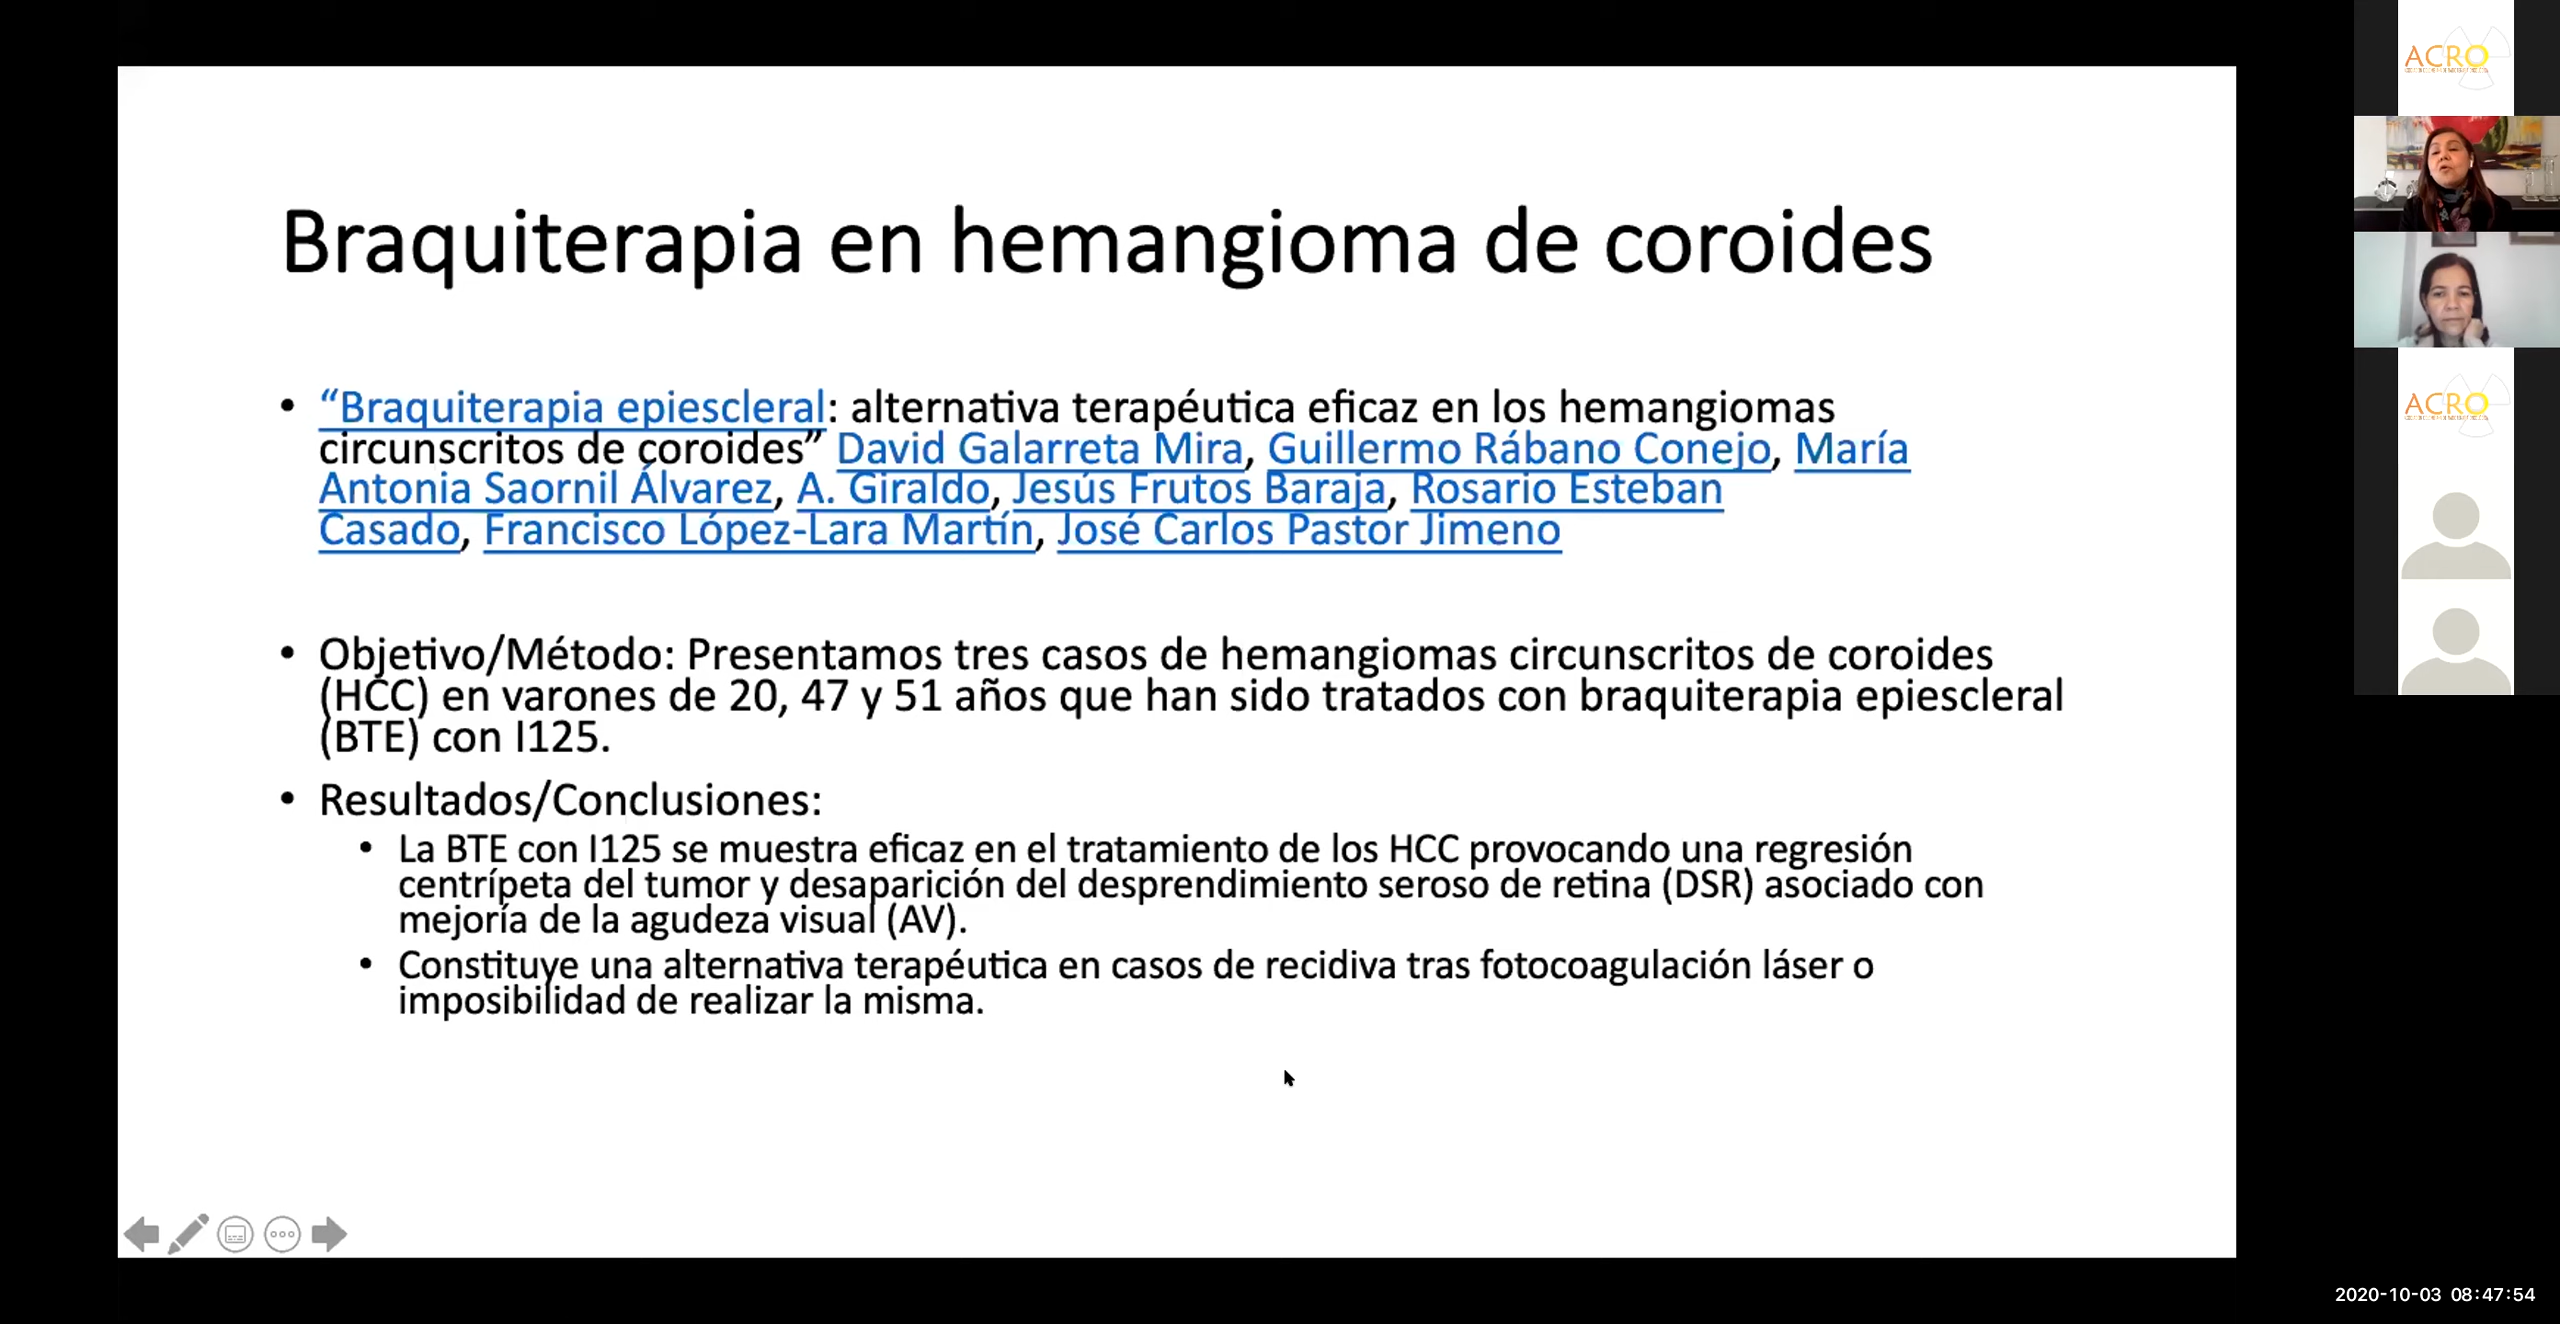 Braquiterapia en hemangioma de coroides
• “Braquiterapia epiescleral: alternativa terapéutica eficaz en los hemangiomas
circunscritos de coroides” David Galarreta Mira, Guillermo Rábano Conejo, María
Antonia Saornil Álvarez, A. Giraldo, Jesús Frutos Baraja, Rosario Esteban
Casado, Francisco López-Lara Martín, José Carlos Pastor Jimeno
• Objetivo/Método: Presentamos tres casos de hemangiomas circunscritos de coroides
(HCC) en varones de 20, 47 y 51 años que han sido tratados con braquiterapia epiescleral
(BTE) con I125.
• Resultados/Conclusiones:
• La BTE con I125 se muestra eficaz en el tratamiento de los HCC provocando una regresión
centrípeta del tumor y desaparición del desprendimiento seroso de retina (DSR) asociado con
mejoría de la agudeza visual (AV).
• Constituye una alternativa terapéutica en casos de recidiva tras fotocoagulación láser o
imposibilidad de realizar la misma.
ACRO
ACRO
2020-10-03 08:47:54